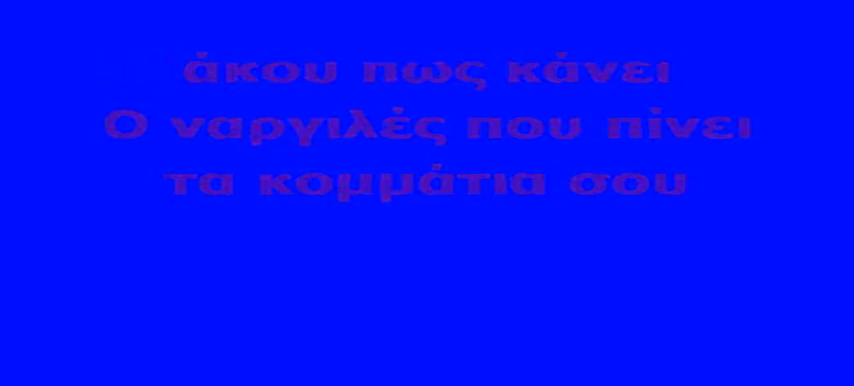 άκου πως κάνει
Ο ναργιλές που πίνει
τα κομμάτια σου